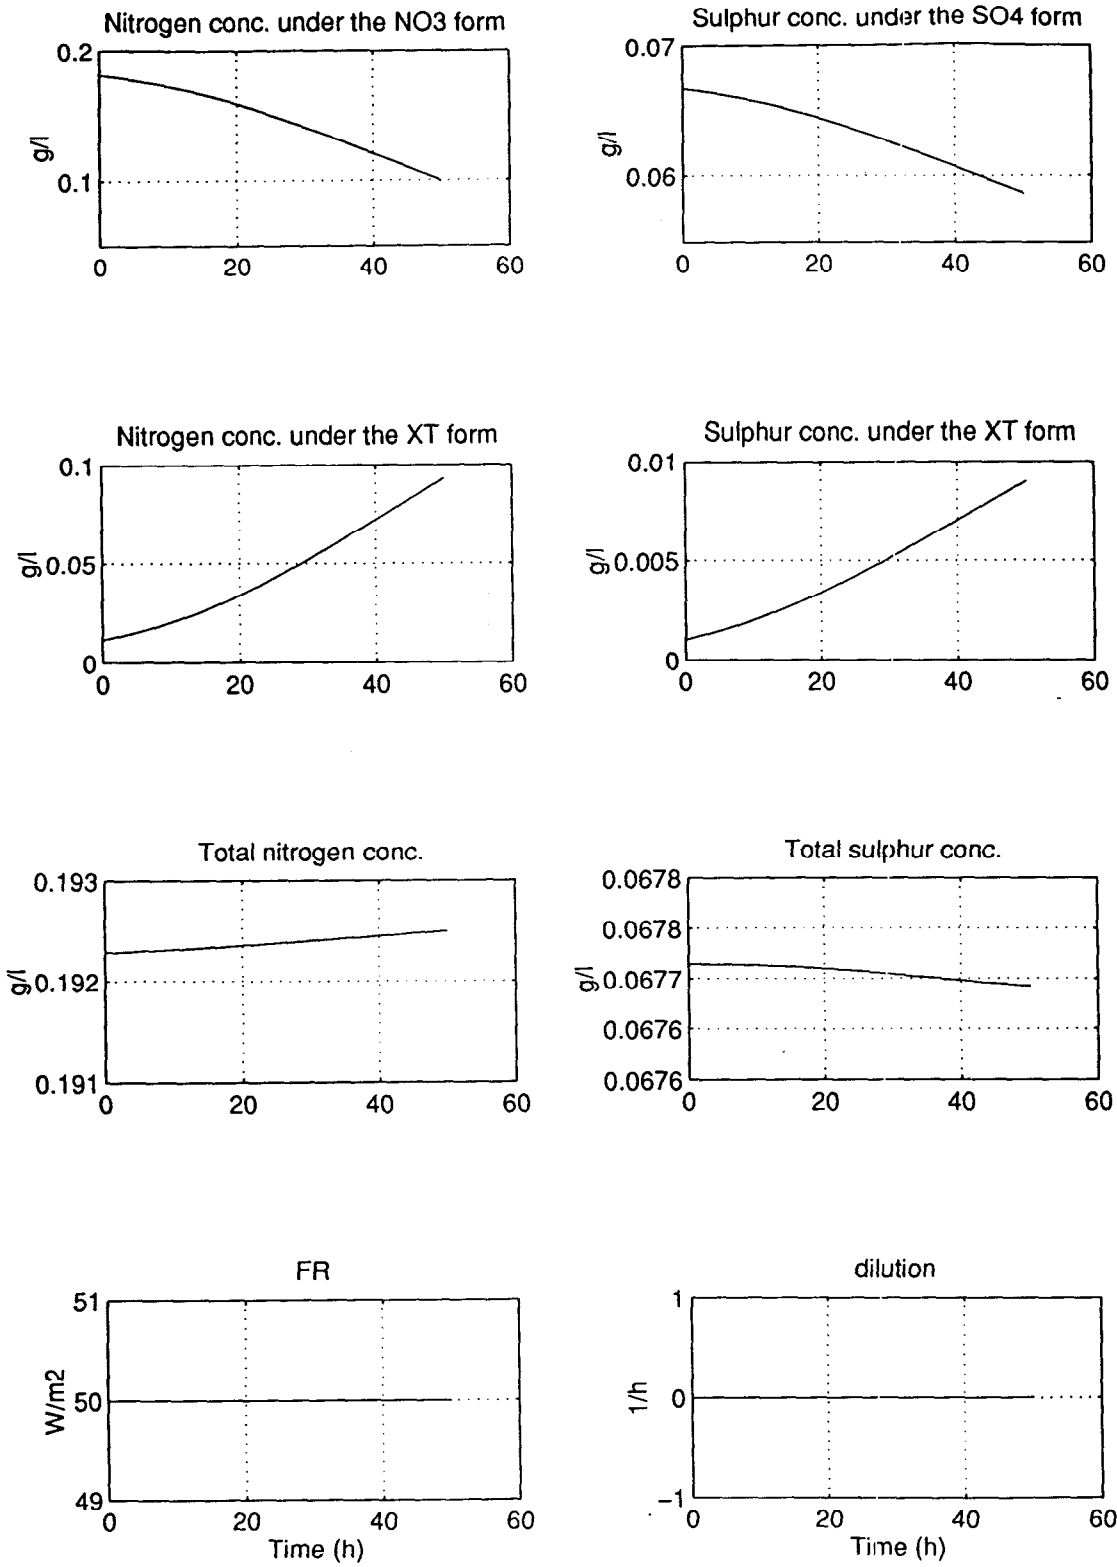 Nitrogen conc. under the NO3 form
Sulphur conc. under the SO4 form
0.2
0.1
g/l
0 20 40 60
0.07
0.06
g/l
0 20 40 60
Nitrogen conc. under the XT form
Sulphur conc. under the XT form
0.1
0.05
0
g/l
0 20 40 60
0.01
0.005
0
g/l
0 20 40 60
Total nitrogen conc.
Total sulphur conc.
0.193
0.192
0.191
g/l
0 20 40 60
0.0678
0.0678
0.0677
0.0676
0.0676
g/l
0 20 40 60
FR
dilution
51
50
49
W/m2
0 20 40 60
Time (h)
1
0
−1
1/h
0 20 40 60
Time (h)